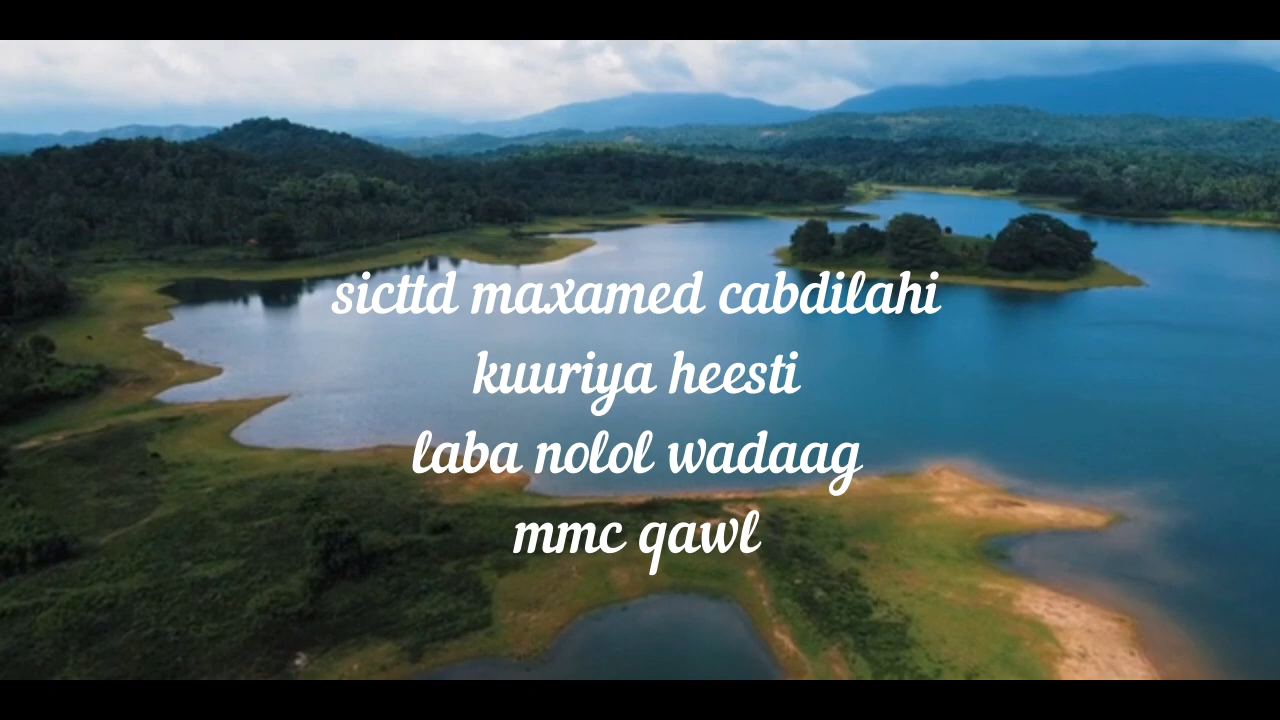 sicttd maxamed cabdilahi
kuuriya heesti
laba nolol wadaag
mmc qawl